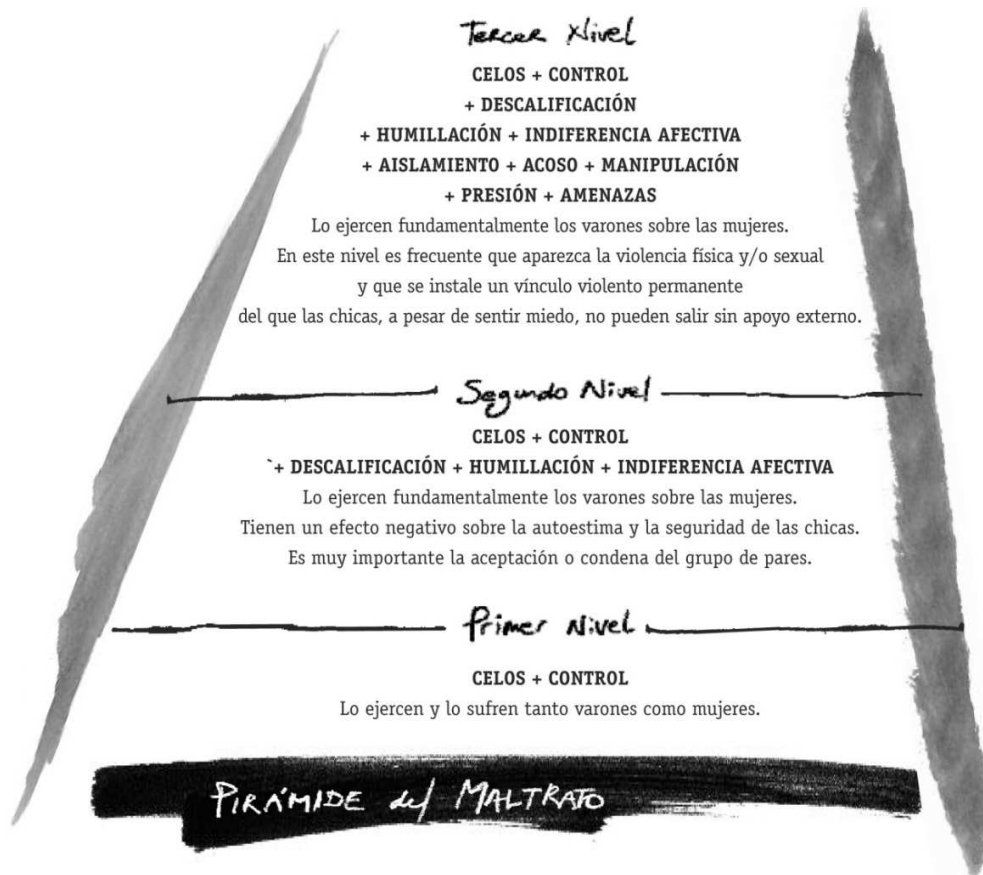 Tercer Nivel
CELOS + CONTROL
+ DESCALIFICACIÓN
+ HUMILLACIÓN + INDIFERENCIA AFECTIVA
+ AISLAMIENTO + ACOSO + MANIPULACIÓN
+ PRESIÓN + AMENAZAS
Lo ejercen fundamentalmente los varones sobre las mujeres.
En este nivel es frecuente que aparezca la violencia física y/o sexual
y que se instale un vínculo violento permanente
del que las chicas, a pesar de sentir miedo, no pueden salir sin apoyo externo.
Segundo Nivel
CELOS + CONTROL
`+ DESCALIFICACIÓN + HUMILLACIÓN + INDIFERENCIA AFECTIVA
Lo ejercen fundamentalmente los varones sobre las mujeres.
Tienen un efecto negativo sobre la autoestima y la seguridad de las chicas.
Es muy importante la aceptación o condena del grupo de pares.
Primer Nivel
CELOS + CONTROL
Lo ejercen y lo sufren tanto varones como mujeres.
PIRÁMIDE del MALTRATO